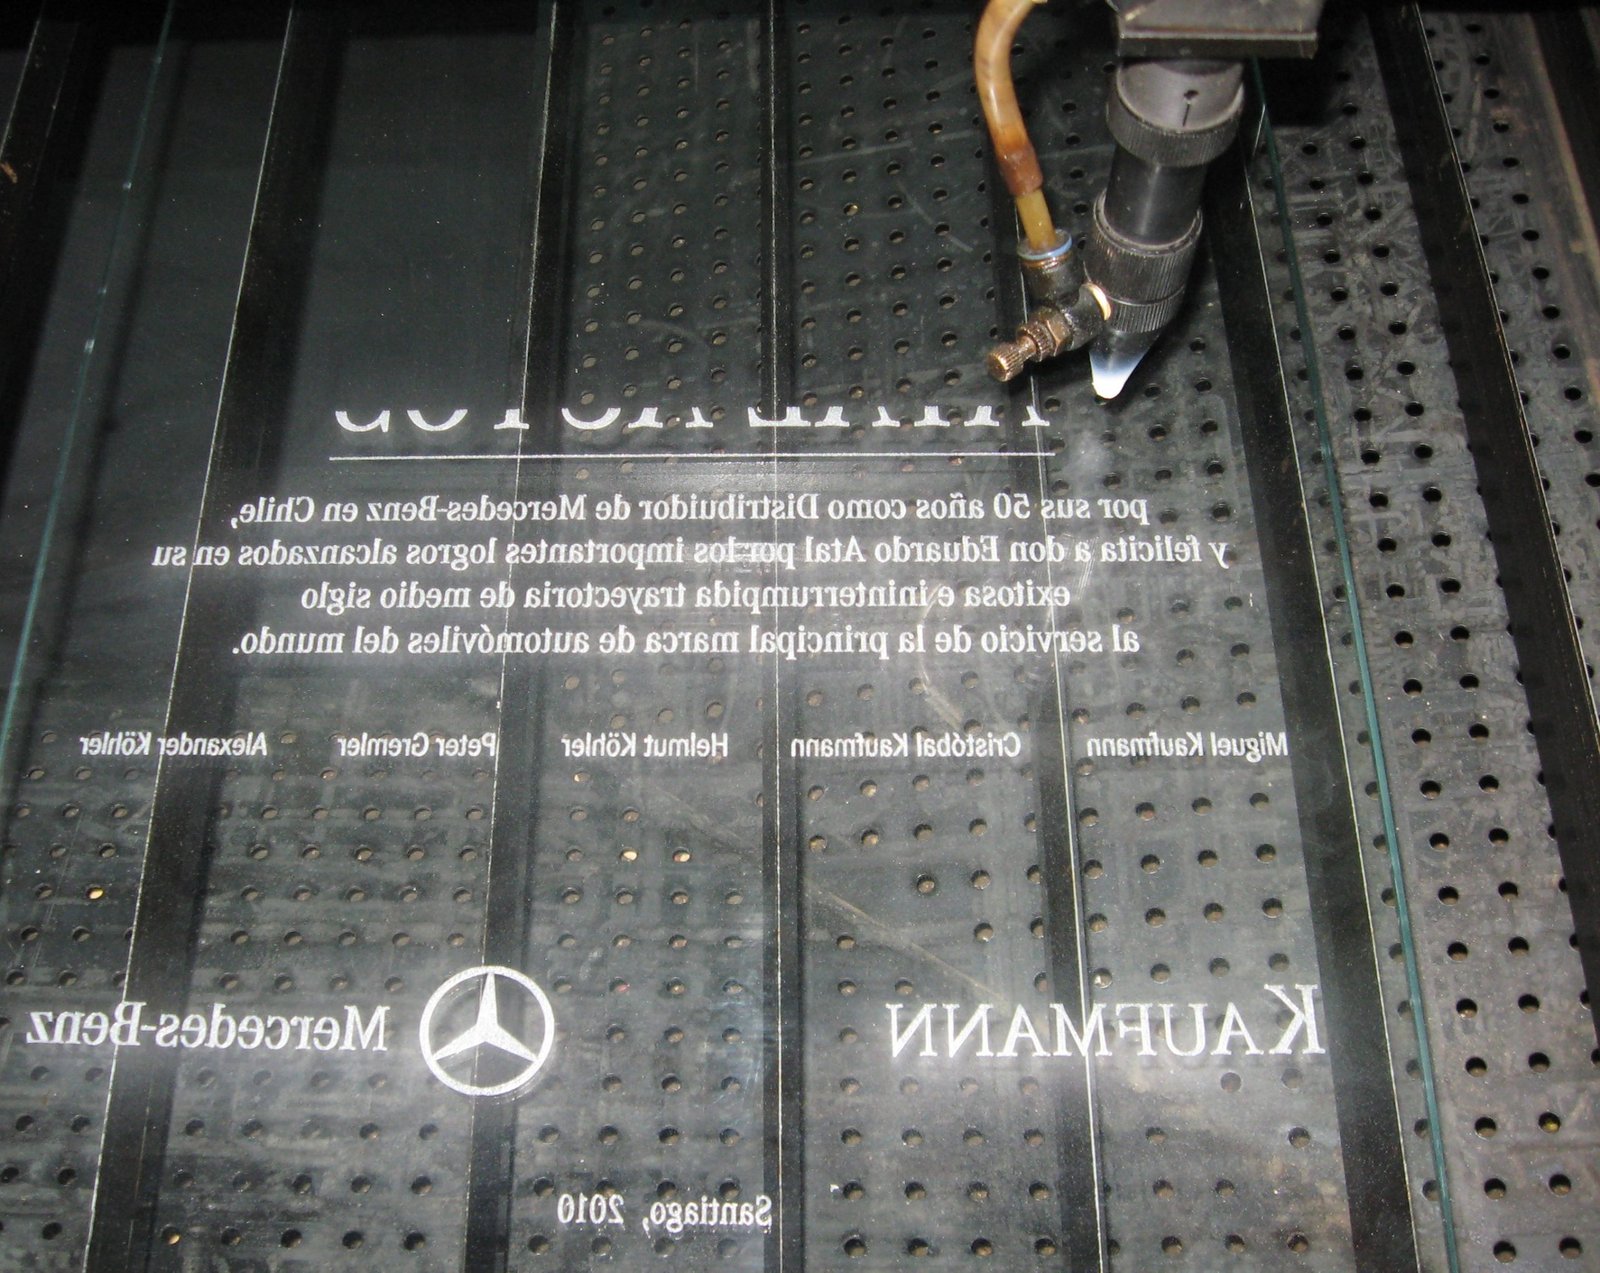 por sus 50 años como Distribuidor de Mercedes-Benz en Chile,
y felicita a don Eduardo Atal por los importantes logros alcanzados en su
exitosa e ininterrumpida trayectoria de medio siglo
al servicio de la principal marca de automóviles del mundo.
Miguel Kaufmann Cristóbal Kaufmann Helmut Köhler Peter Gremler Alexander Köhler
KAUFMANN Mercedes-Benz
Santiago, 2010